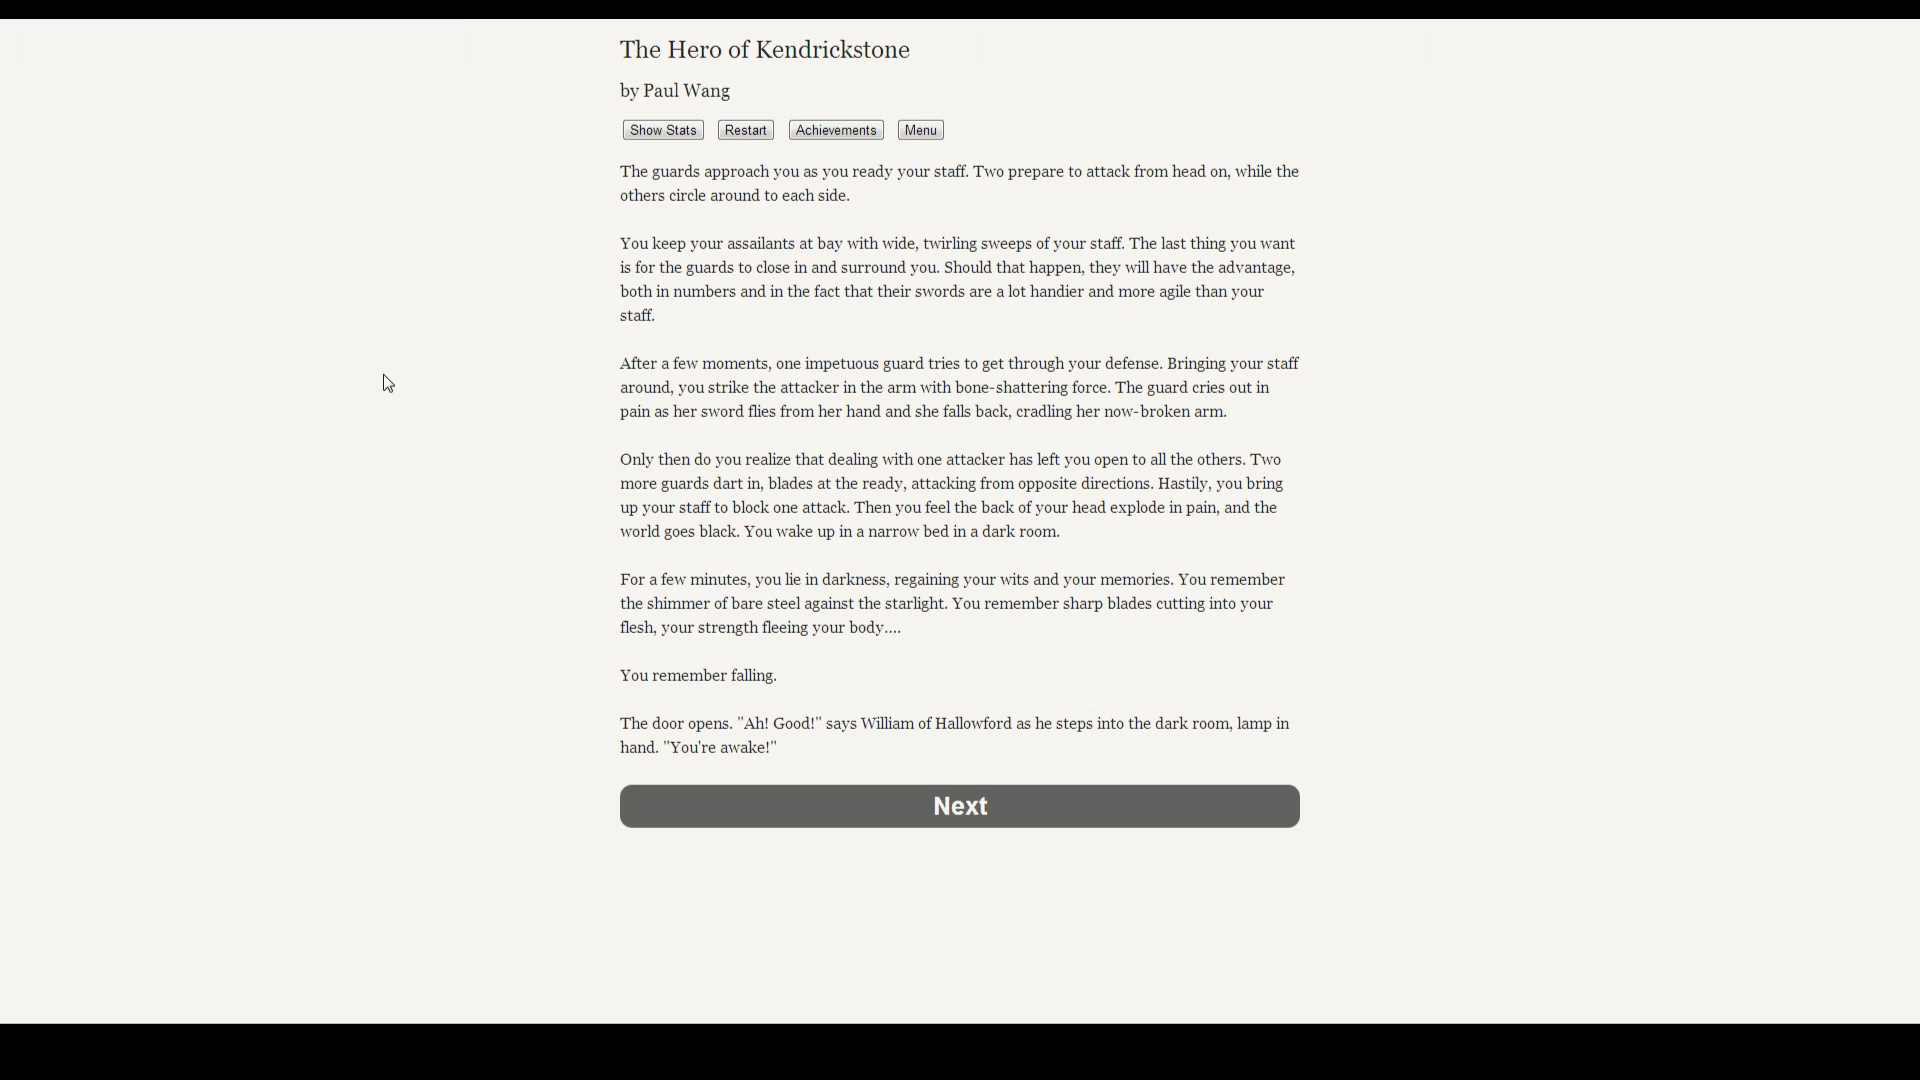 The Hero of Kendrickstone
by Paul Wang
Show Stats Restart Achievements Menu
The guards approach you as you ready your staff. Two prepare to attack from head on, while the
others circle around to each side.
You keep your assailants at bay with wide, twirling sweeps of your staff. The last thing you want
is for the guards to close in and surround you. Should that happen, they will have the advantage,
both in numbers and in the fact that their swords are a lot handier and more agile than your
staff.
After a few moments, one impetuous guard tries to get through your defense. Bringing your staff
around, you strike the attacker in the arm with bone-shattering force. The guard cries out in
pain as her sword flies from her hand and she falls back, cradling her now-broken arm.
Only then do you realize that dealing with one attacker has left you open to all the others. Two
more guards dart in, blades at the ready, attacking from opposite directions. Hastily, you bring
up your staff to block one attack. Then you feel the back of your head explode in pain, and the
world goes black. You wake up in a narrow bed in a dark room.
For a few minutes, you lie in darkness, regaining your wits and your memories. You remember
the shimmer of bare steel against the starlight. You remember sharp blades cutting into your
flesh, your strength fleeing your body....
You remember falling.
The door opens. "Ah! Good!" says William of Hallowford as he steps into the dark room, lamp in
hand. "You're awake!"
Next